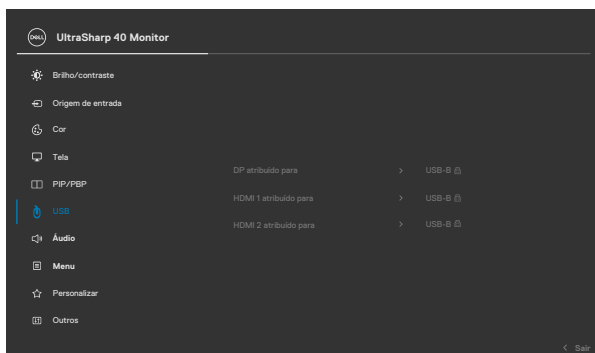 DELL UltraSharp 40 Monitor
Brilho/contraste
Origem de entrada
Cor
Tela
DP atribuído para > USB-B
PIP/PBP
HDMI 1 atribuído para > USB-B
USB
HDMI 2 atribuído para > USB-B
Áudio
Menu
Personalizar
Outros
< Sair